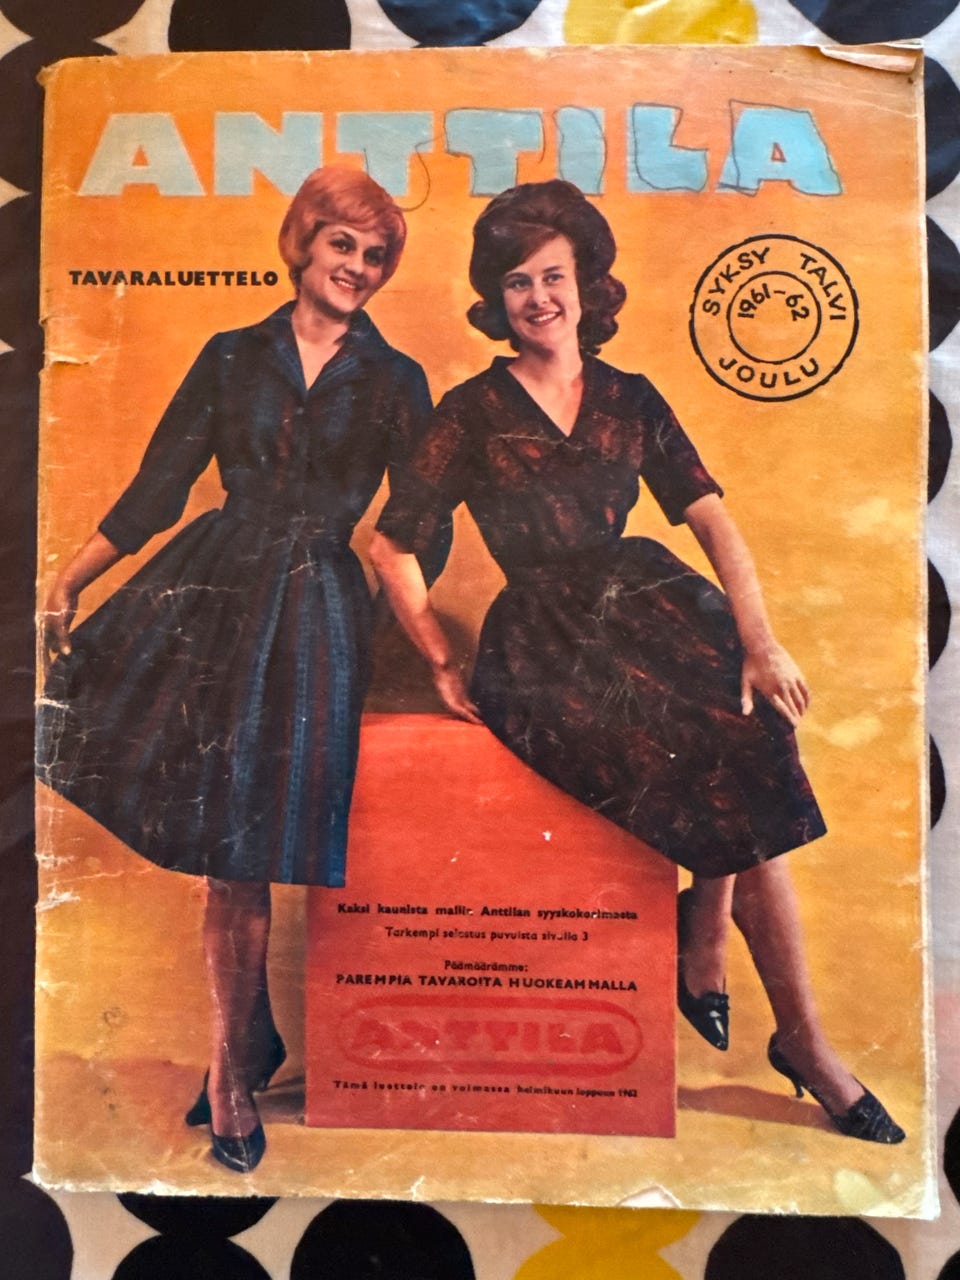 ANTTILA
TAVARALUETTELO
SYKSY TALVI
1961-62
JOULU
Kaksi kaunista mallia Anttilan syyskokoelmasta
Tarkempi selostus puvuista sivulla 3
Päämäärämme:
PAREMPIA TAVAROITA HUOKEAMMALLA
ANTTILA
Tämä luettelo on voimassa helmikuun loppuun 1962